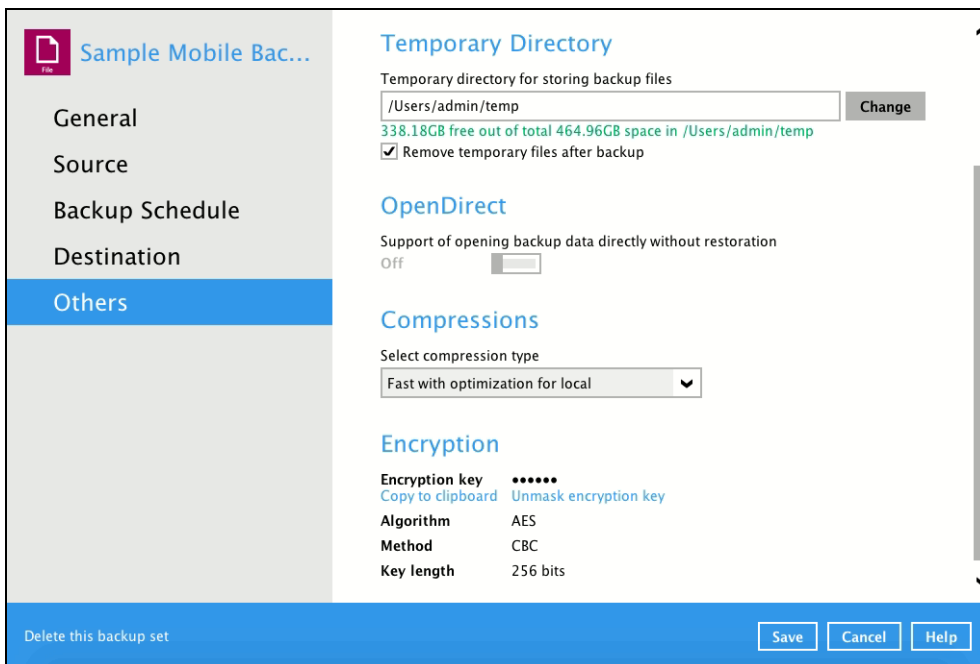 File
Sample Mobile Bac...
General
Source
Backup Schedule
Destination
Others
Temporary Directory
Temporary directory for storing backup files
/Users/admin/temp
Change
338.18GB free out of total 464.96GB space in /Users/admin/temp
Remove temporary files after backup
OpenDirect
Support of opening backup data directly without restoration
Off
Compressions
Select compression type
Fast with optimization for local
Encryption
Encryption key ••••••
Copy to clipboard Unmask encryption key
Algorithm AES
Method CBC
Key length 256 bits
Delete this backup set
Save Cancel Help